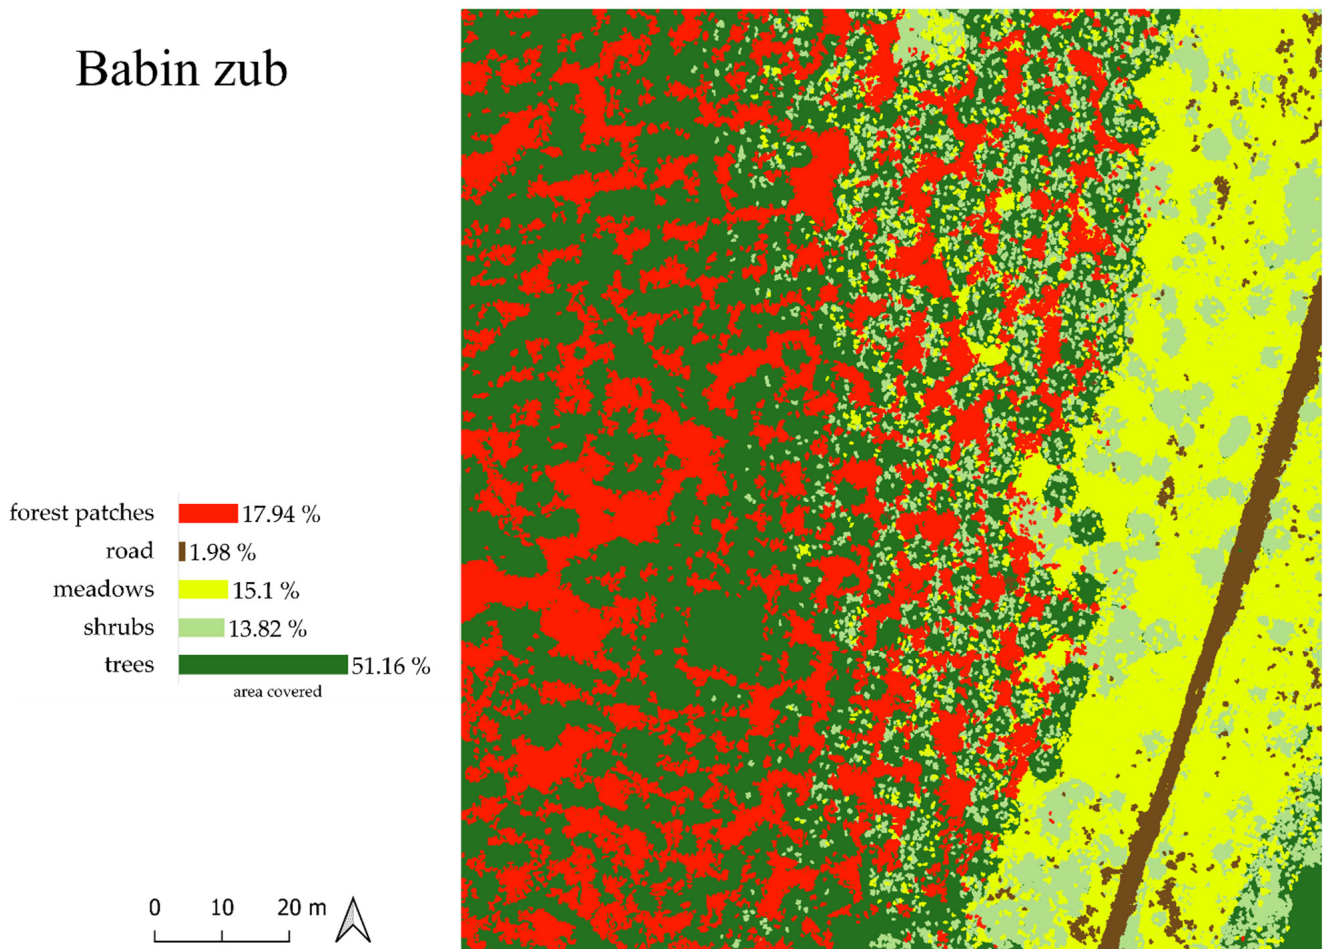 Babin zub
forest patches 17.94 %
road 1.98 %
meadows 15.1 %
shrubs 13.82 %
trees 51.16 %
area covered
0 10 20 m